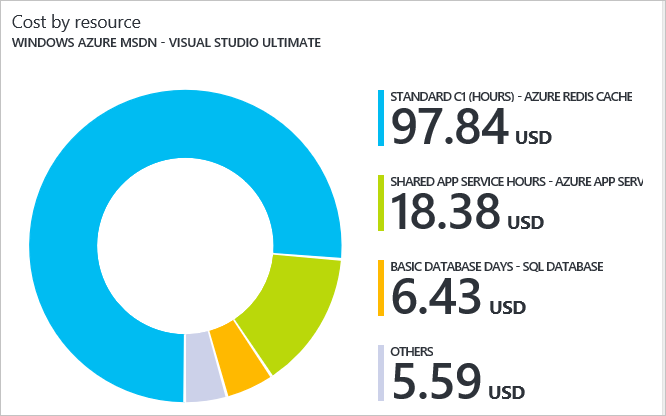 Cost by resource
WINDOWS AZURE MSDN - VISUAL STUDIO ULTIMATE
STANDARD C1 (HOURS) - AZURE REDIS CACHE
97.84 USD
SHARED APP SERVICE HOURS - AZURE APP SERV
18.38 USD
BASIC DATABASE DAYS - SQL DATABASE
6.43 USD
OTHERS
5.59 USD